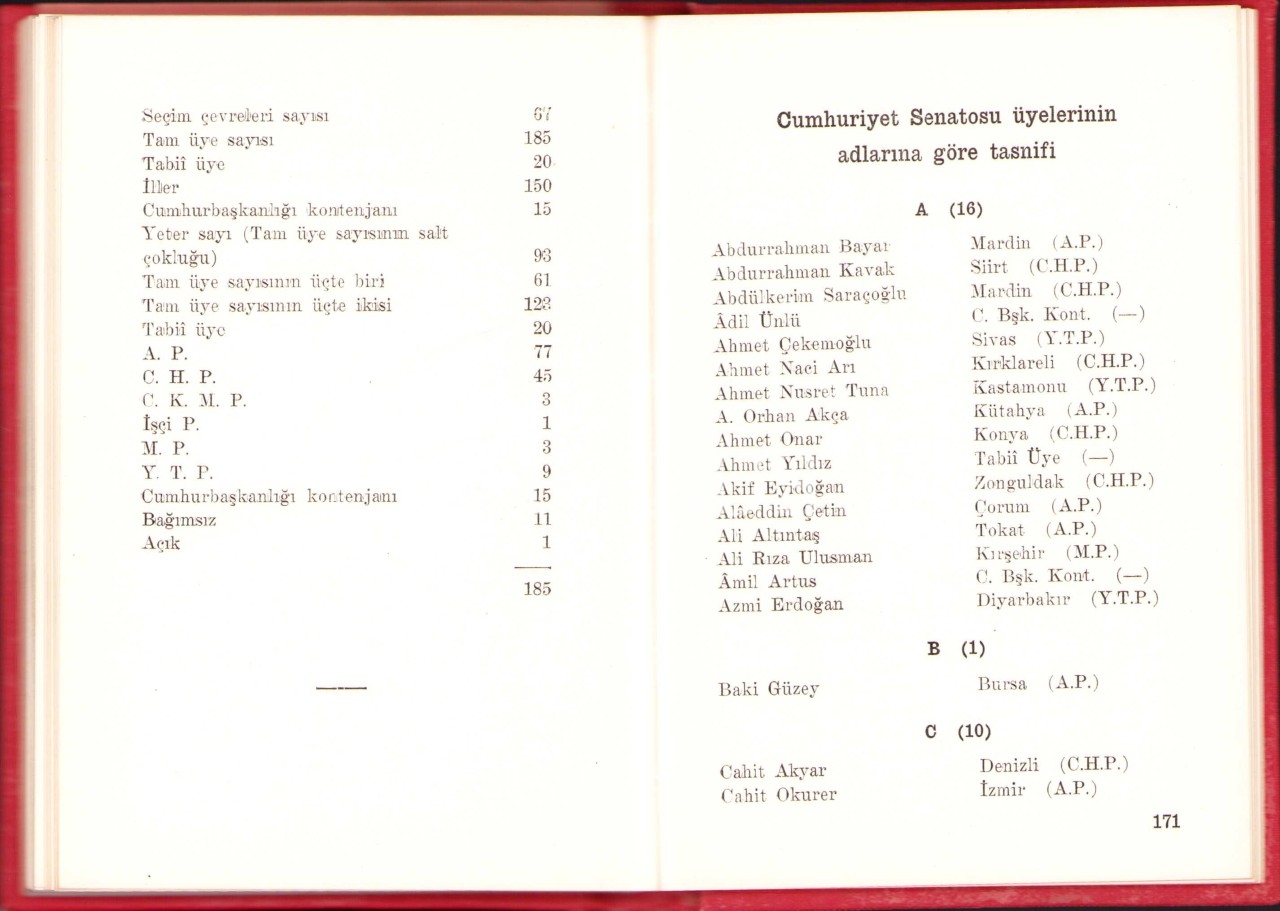 Seçim çevreleri sayısı 67
Tam üye sayısı 185
Tabiî üye 20
İller 150
Cumhurbaşkanlığı kontenjanı 15
Yeter sayı (Tam üye sayısının salt
çokluğu) 93
Tam üye sayısının üçte biri 61
Tam üye sayısının üçte ikisi 123
Tabiî üye 20
A. P. 77
C. H. P. 45
C. K. M. P. 3
İşçi P. 1
M. P. 3
Y. T. P. 9
Cumhurbaşkanlığı kontenjanı 15
Bağımsız 11
Açık 1
185
Cumhuriyet Senatosu üyelerinin
adlarına göre tasnifi
A (16)
Abdurrahman Bayar Mardin (A.P.)
Abdurrahman Kavak Siirt (C.H.P.)
Abdülkerim Saraçoğlu Mardin (C.H.P.)
Âdil Ünlü C. Bşk. Kont. (—)
Ahmet Çekemoğlu Sivas (Y.T.P.)
Ahmet Naci Arı Kırklareli (C.H.P.)
Ahmet Nusret Tuna Kastamonu (Y.T.P.)
A. Orhan Akça Kütahya (A.P.)
Ahmet Onar Konya (C.H.P.)
Ahmet Yıldız Tabiî Üye (—)
Akif Eyidoğan Zonguldak (C.H.P.)
Alâeddin Çetin Çorum (A.P.)
Ali Altıntaş Tokat (A.P.)
Ali Rıza Ulusman Kırşehir (M.P.)
Âmil Artus C. Bşk. Kont. (—)
Azmi Erdoğan Diyarbakır (Y.T.P.)
B (1)
Baki Güzey Bursa (A.P.)
C (10)
Cahit Akyar Denizli (C.H.P.)
Cahit Okurer İzmir (A.P.)
171